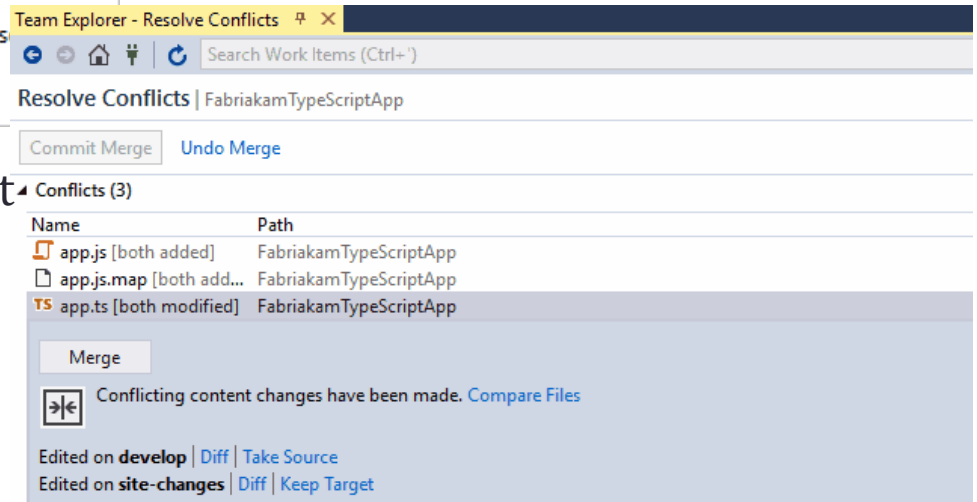 Team Explorer - Resolve Conflicts
Search Work Items (Ctrl+')
Resolve Conflicts | FabriakamTypeScriptApp
Commit Merge Undo Merge
t
Conflicts (3)
Name Path
app.js [both added] FabriakamTypeScriptApp
app.js.map [both add... FabriakamTypeScriptApp
TS app.ts [both modified] FabriakamTypeScriptApp
Merge
Conflicting content changes have been made. Compare Files
Edited on develop | Diff | Take Source
Edited on site-changes | Diff | Keep Target